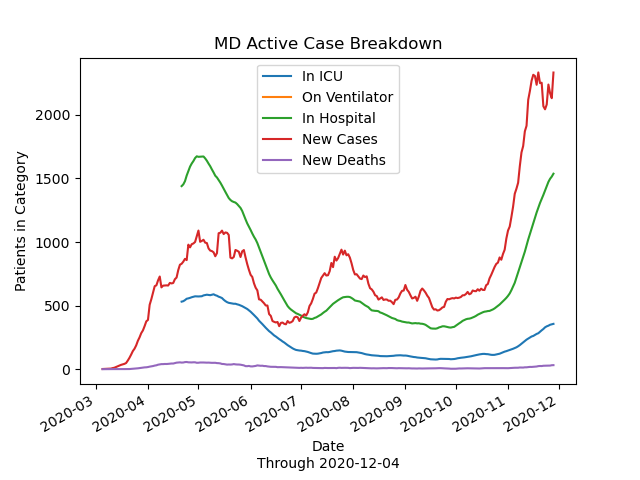 MD Active Case Breakdown
In ICU
On Ventilator
In Hospital
New Cases
New Deaths
Patients in Category
2000
1500
1000
500
0
2020-03
2020-04
2020-05
2020-06
2020-07
2020-08
2020-09
2020-10
2020-11
2020-12
Date
Through 2020-12-04